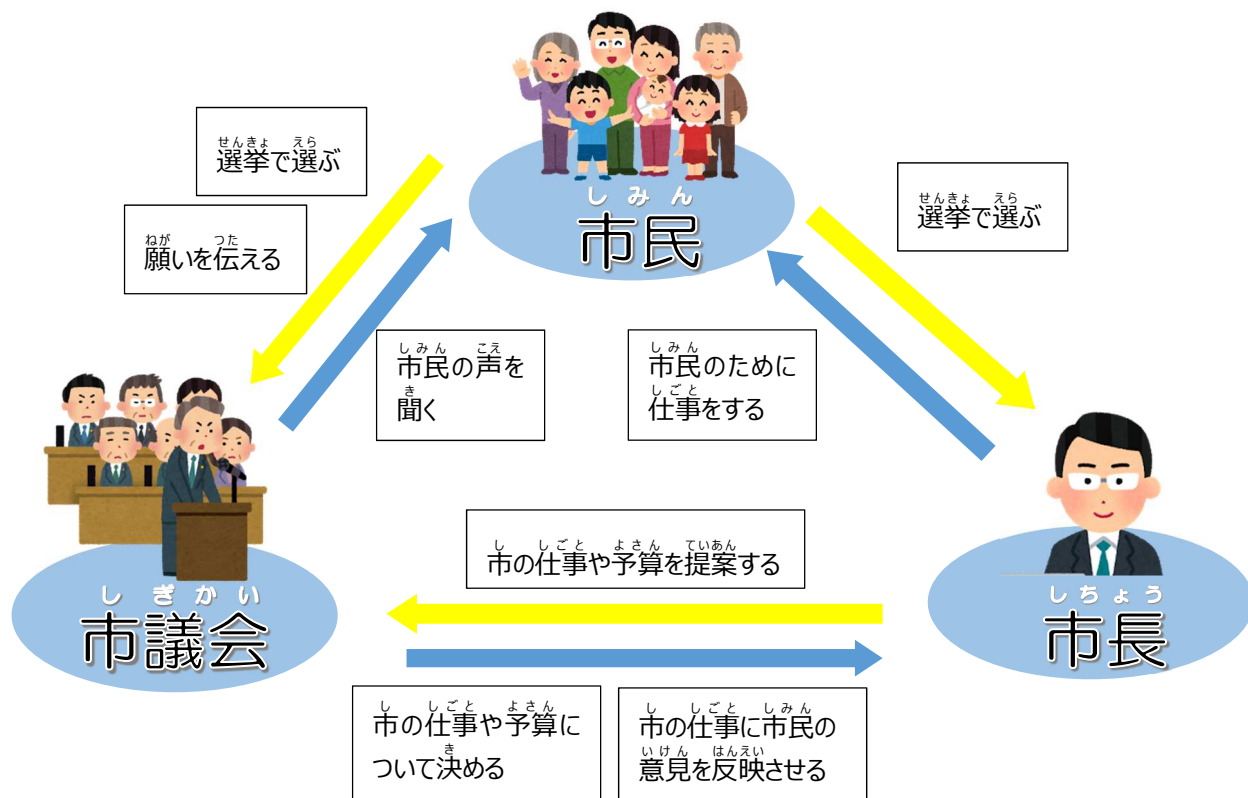 しみん
市民
せんきょ えら
選挙で選ぶ
ねが つた
願いを伝える
せんきょ えら
選挙で選ぶ
しみん こえ
市民の声を
き
聞く
しみん
市民のために
しごと
仕事をする
し しごと よさん ていあん
市の仕事や予算を提案する
しぎかい
市議会
しちょう
市長
し しごと よさん
市の仕事や予算に
き
ついて決める
し しごと しみん
市の仕事に市民の
いけん はんえい
意見を反映させる